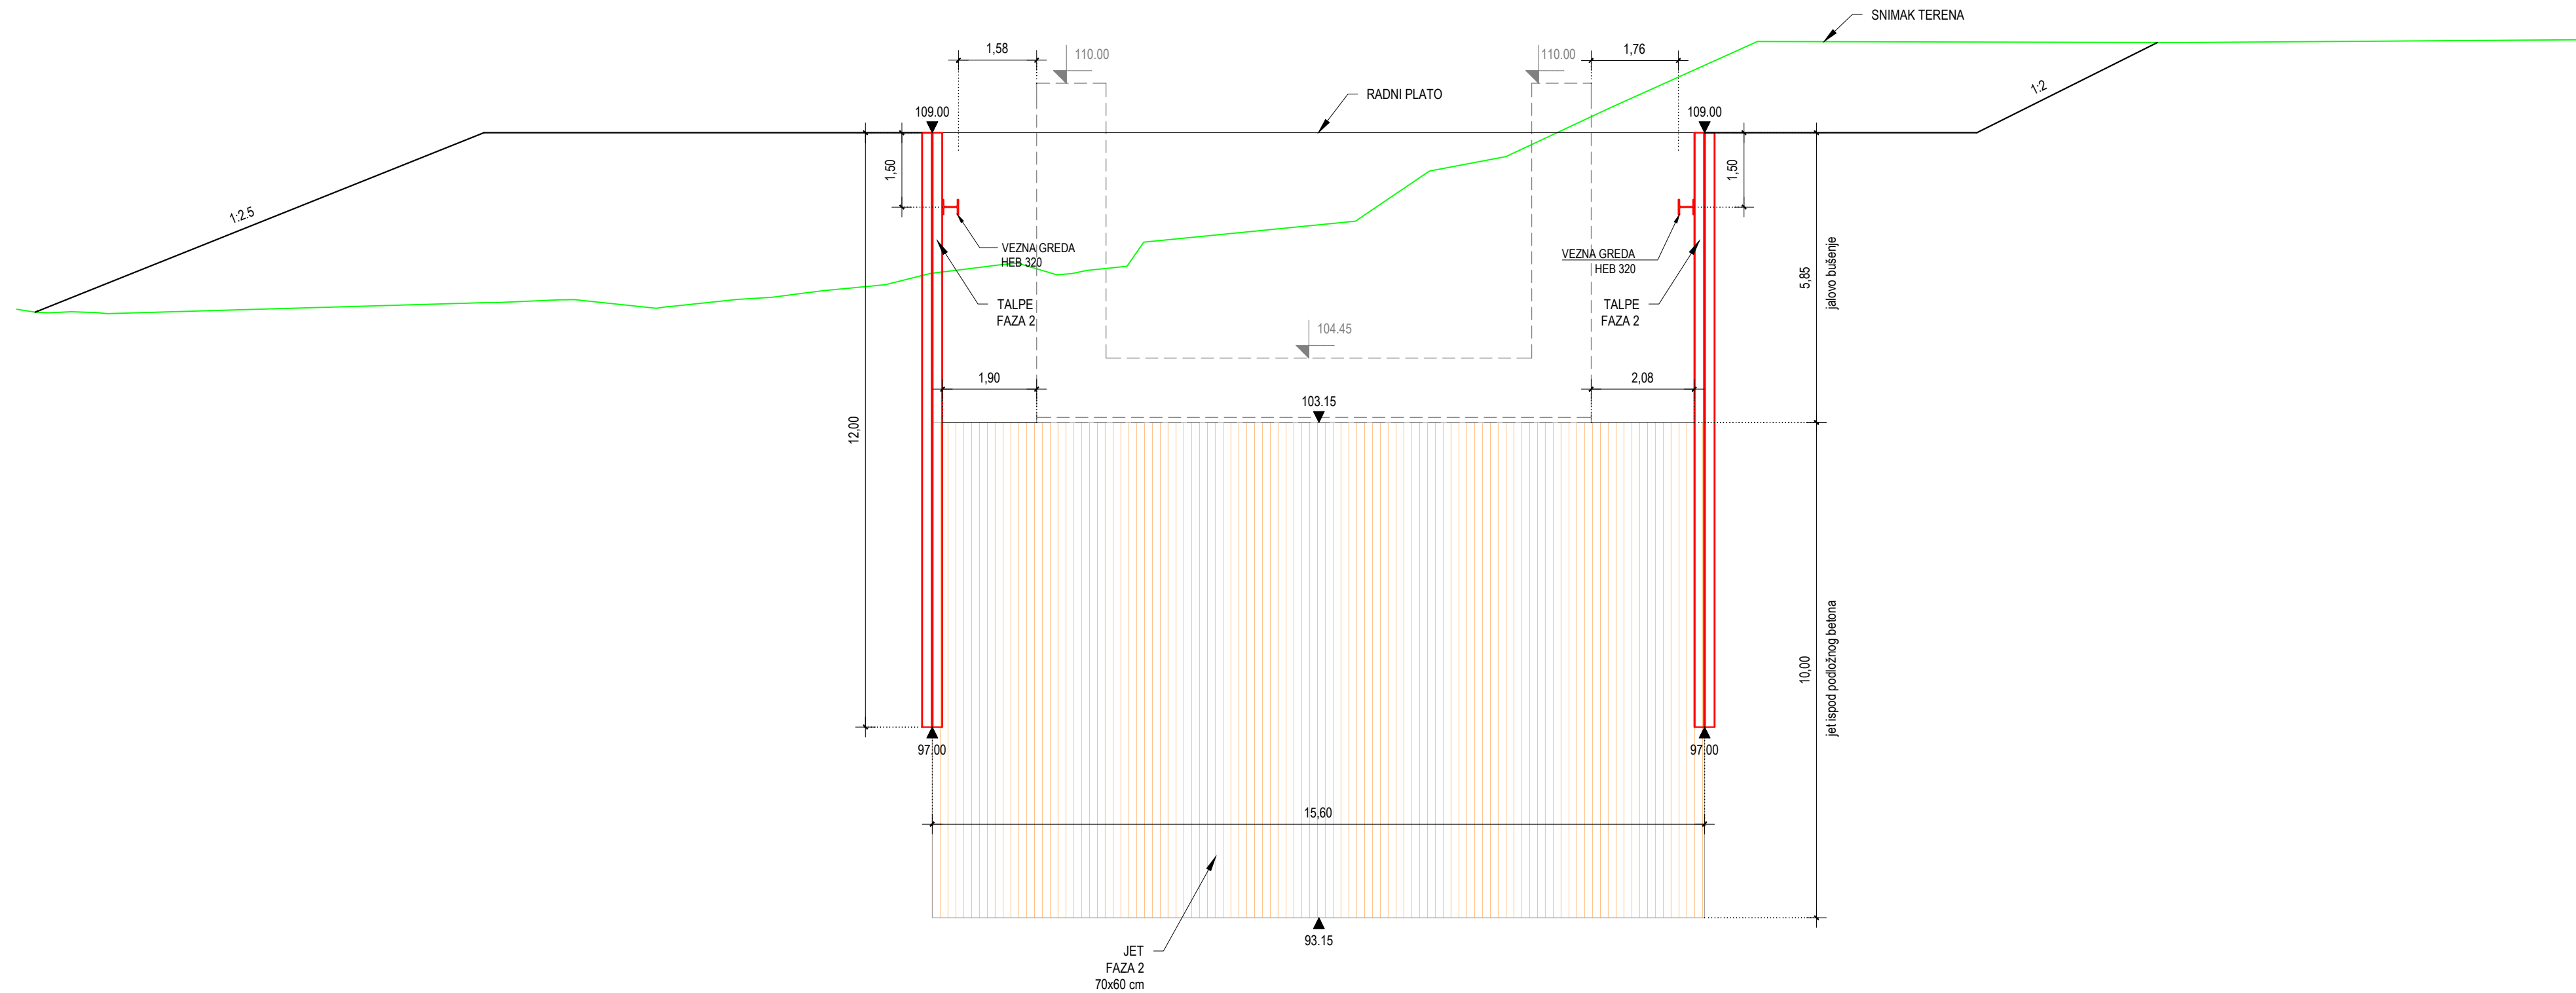 SNIMAK TERENA
1,58
110.00
110.00
1,76
RADNI PLATO
1:2
109.00
109.00
1,50
1,50
1:2.5
VEZNA GREDA
HEB 320
VEZNA GREDA
HEB 320
5,85
jalovo bušenje
TALPE
FAZA 2
TALPE
FAZA 2
104.45
1,90
2,08
103.15
12,00
10,00
jet ispod podložnog betona
97.00
97.00
15,60
93.15
JET
FAZA 2
70x60 cm